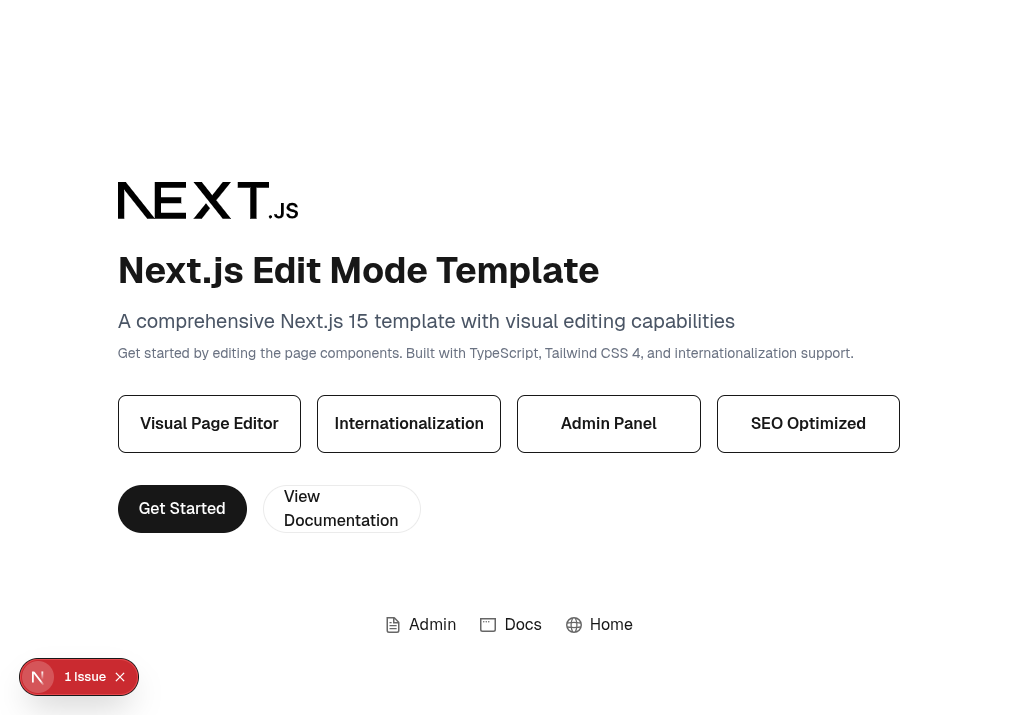 NEXT.JS
Next.js Edit Mode Template
A comprehensive Next.js 15 template with visual editing capabilities
Get started by editing the page components. Built with TypeScript, Tailwind CSS 4, and internationalization support.
Visual Page Editor
Internationalization
Admin Panel
SEO Optimized
Get Started
View
Documentation
Admin
Docs
Home
N
1 Issue